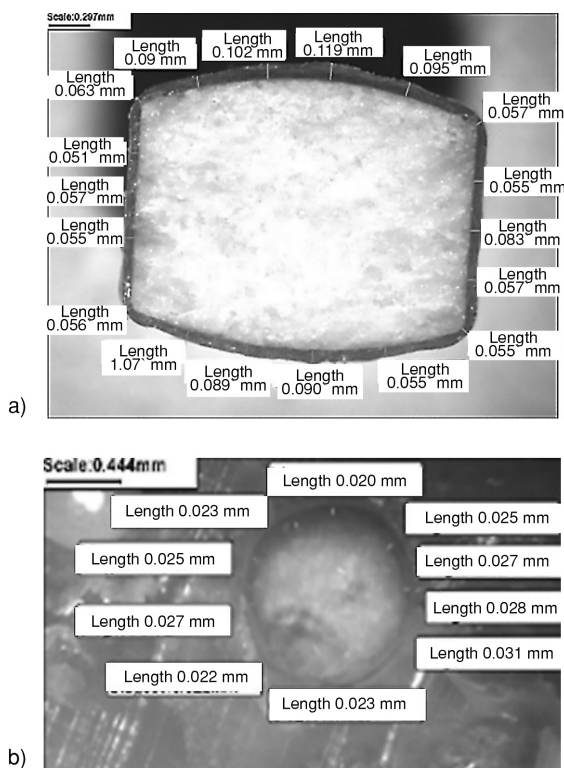 Scale:0.297mm
Length
0.09 mm
Length
0.102 mm
Length
0.119 mm
Length
0.095 mm
Length
0.063 mm
Length
0.057 mm
Length
0.051 mm
Length
0.055 mm
Length
0.057 mm
Length
0.055 mm
Length
0.083 mm
Length
0.057 mm
Length
0.056 mm
Length
0.055 mm
Length
1.07 mm
Length
0.089 mm
Length
0.090 mm
Length
0.055 mm
a)
Scale:0.444mm
Length 0.020 mm
Length 0.023 mm
Length 0.025 mm
Length 0.025 mm
Length 0.027 mm
Length 0.028 mm
Length 0.027 mm
Length 0.031 mm
Length 0.022 mm
Length 0.023 mm
b)